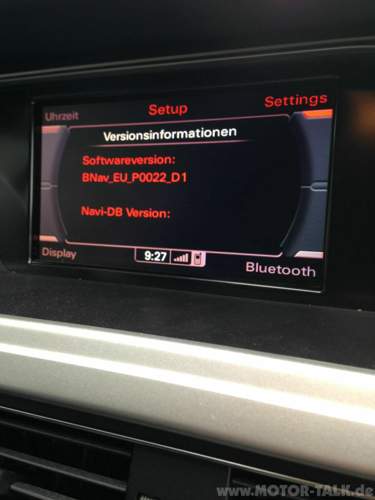 Uhrzeit Setup Settings
Versionsinformationen
Softwareversion:
BNav_EU_P0022_D1
Navi-DB Version:
Display 9:27 Bluetooth
www.MOTOR-TALK.de